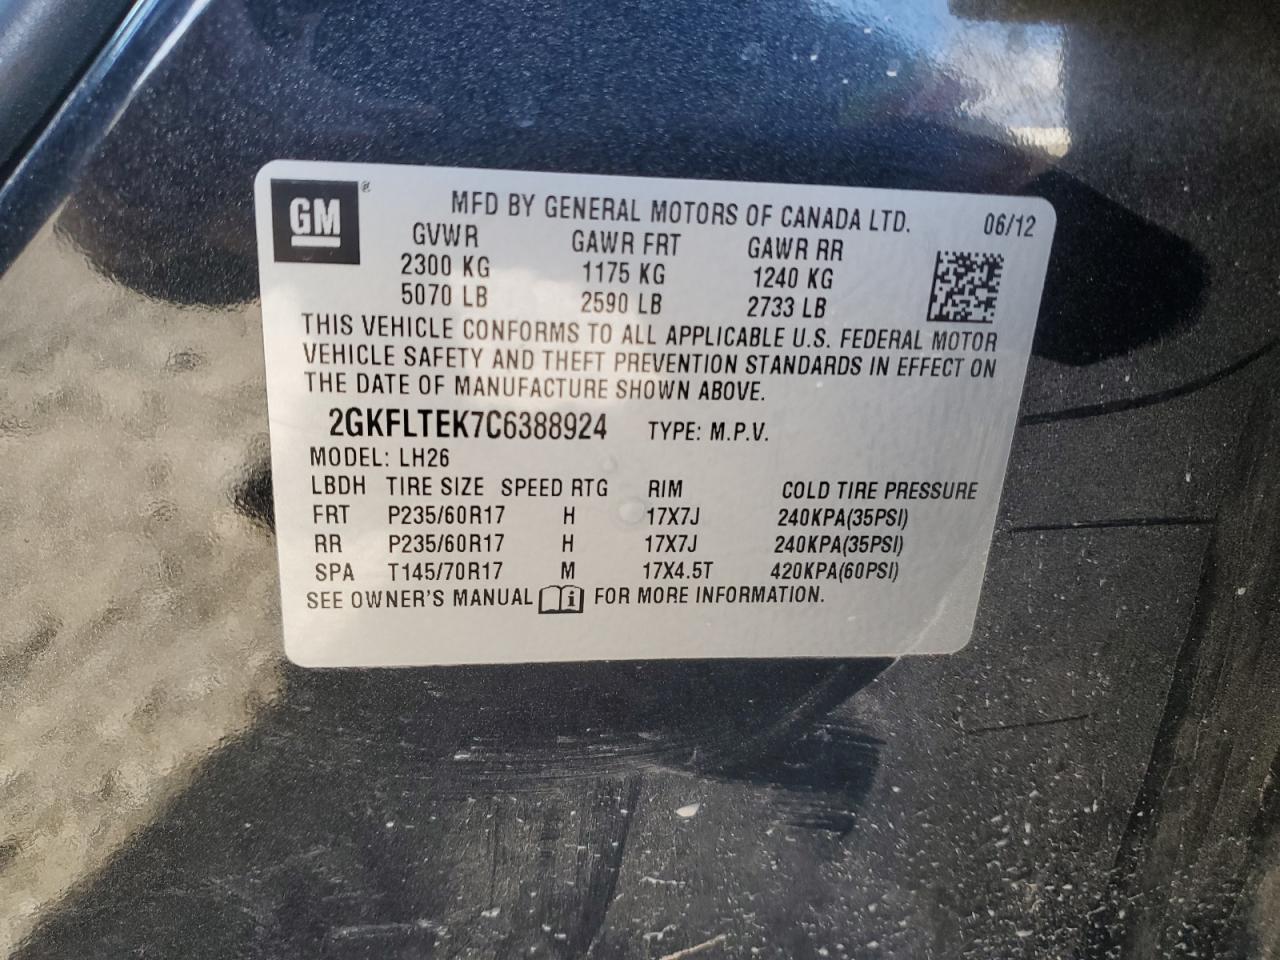 GM ® MFD BY GENERAL MOTORS OF CANADA LTD. 06/12
GVWR GAWR FRT GAWR RR
2300 KG 1175 KG 1240 KG
5070 LB 2590 LB 2733 LB
THIS VEHICLE CONFORMS TO ALL APPLICABLE U.S. FEDERAL MOTOR
VEHICLE SAFETY AND THEFT PREVENTION STANDARDS IN EFFECT ON
THE DATE OF MANUFACTURE SHOWN ABOVE.
2GKFLTEK7C6388924 TYPE: M.P.V.
MODEL: LH26
LBDH TIRE SIZE SPEED RTG RIM COLD TIRE PRESSURE
FRT P235/60R17 H 17X7J 240KPA(35PSI)
RR P235/60R17 H 17X7J 240KPA(35PSI)
SPA T145/70R17 M 17X4.5T 420KPA(60PSI)
SEE OWNER'S MANUAL i FOR MORE INFORMATION.